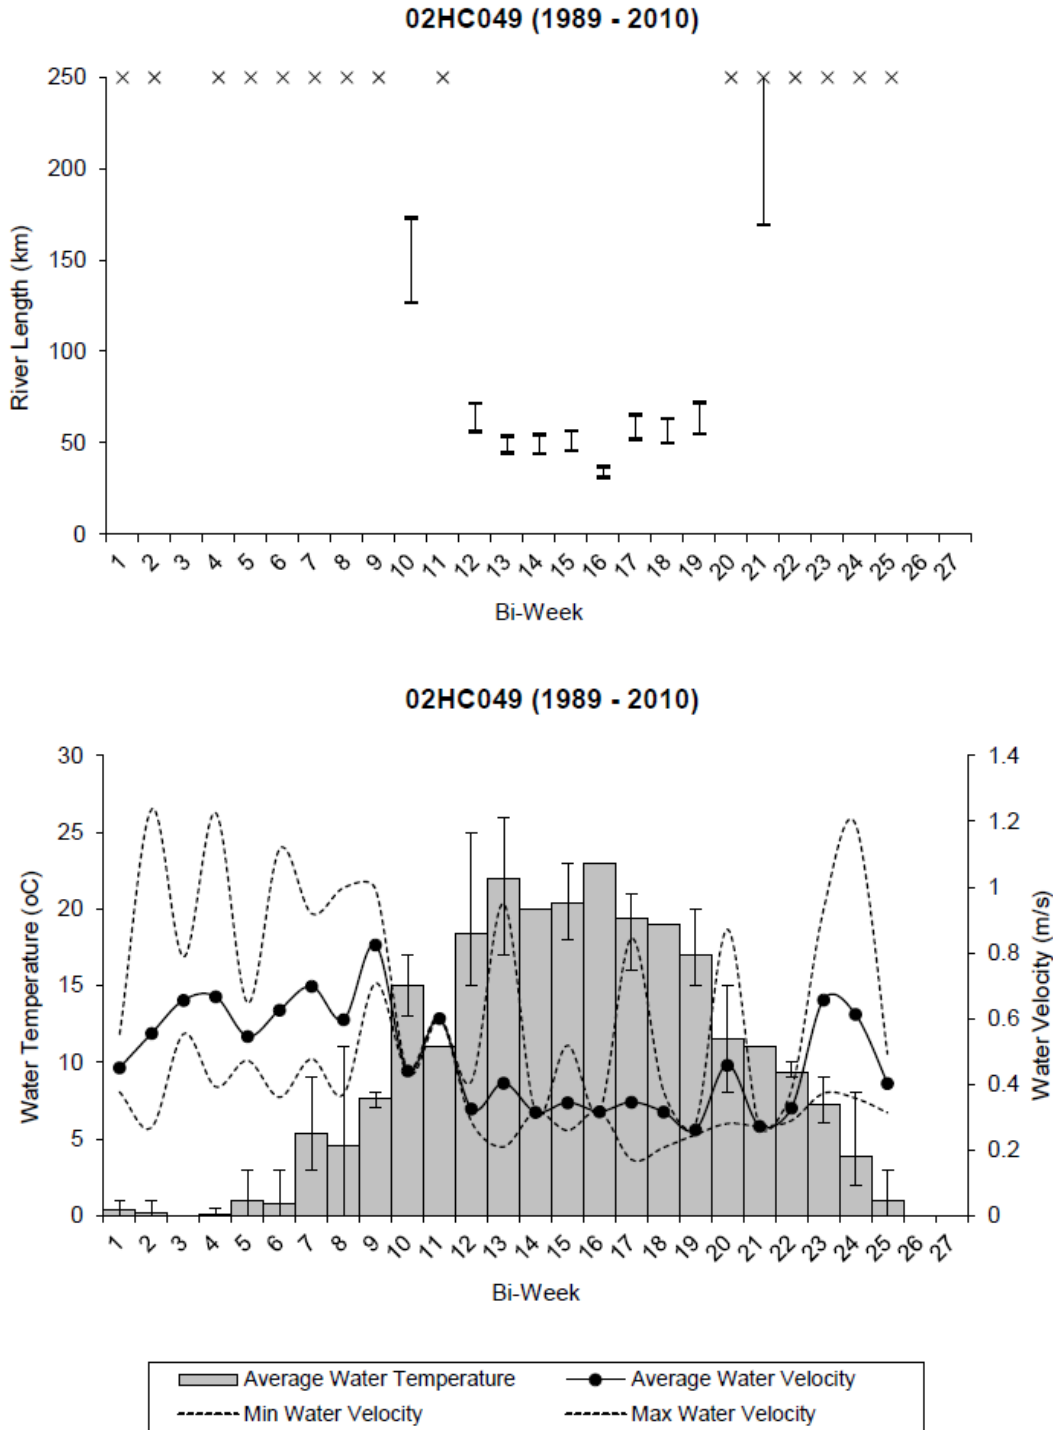 02HC049 (1989 - 2010)
250
200
150
100
50
0
River Length (km)
1 2 3 4 5 6 7 8 9 10 11 12 13 14 15 16 17 18 19 20 21 22 23 24 25 26 27
Bi-Week
02HC049 (1989 - 2010)
30
25
20
15
10
5
0
Water Temperature (oC)
1.4
1.2
1
0.8
0.6
0.4
0.2
0
Water Velocity (m/s)
1 2 3 4 5 6 7 8 9 10 11 12 13 14 15 16 17 18 19 20 21 22 23 24 25 26 27
Bi-Week
Average Water Temperature
Average Water Velocity
Min Water Velocity
Max Water Velocity